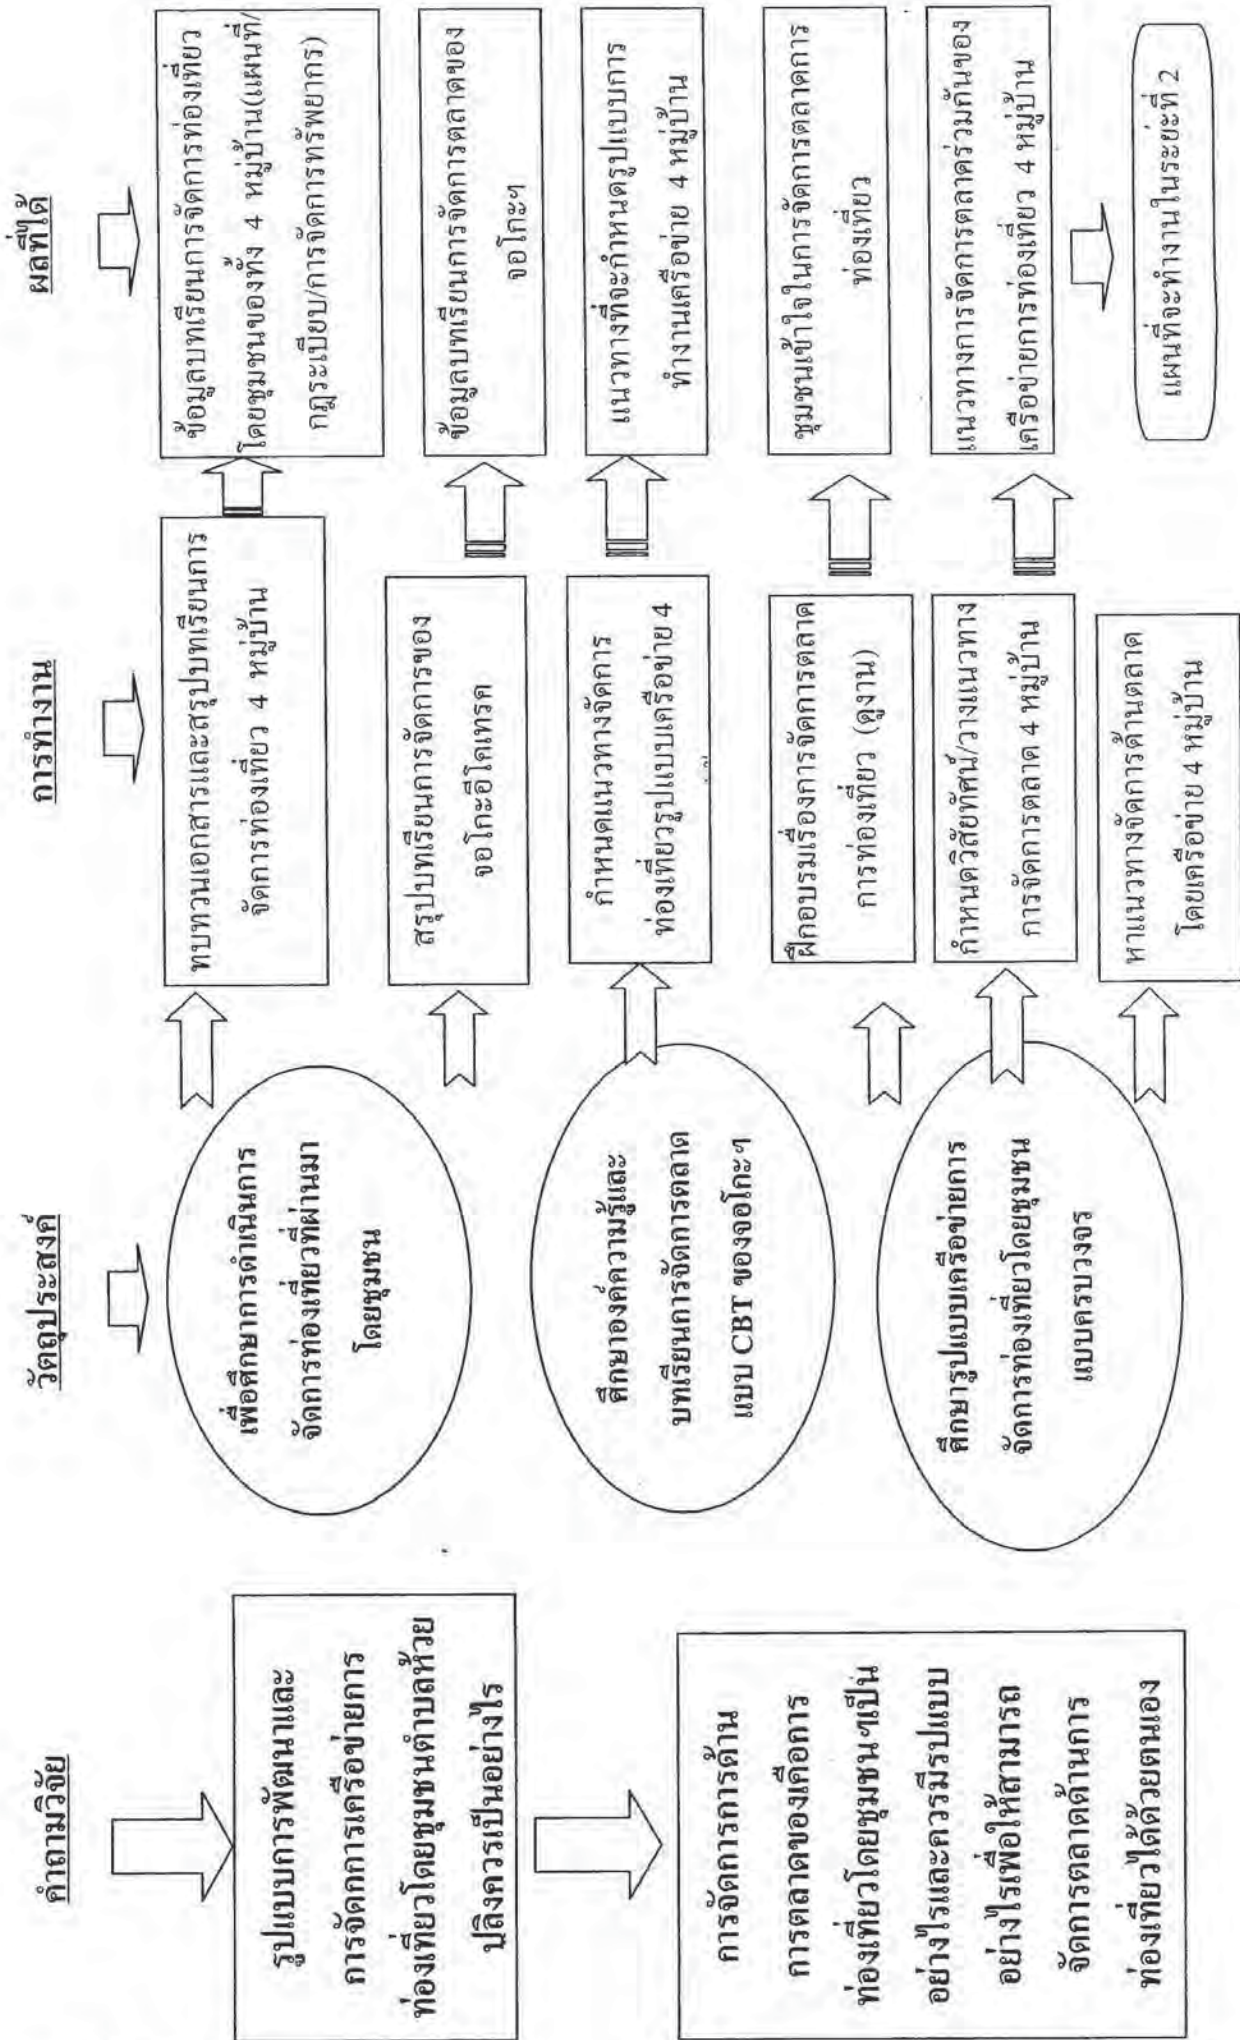 คำถามวิจัย
รูปแบบการพัฒนาและ
การจัดการเครือข่ายการ
ท่องเที่ยวโดยชุมชนตำบลห้วย
ปูลิงควรเป็นอย่างไร
การจัดการการด้าน
การตลาดของเคือการ
ท่องเที่ยวโดยชุมชนฯเป็น
อย่างไรและควรมีรปแบบ
อย่างไรเพื่อให้สามารถ
จัดการตลาดด้านการ
ท่องเที่ยวได้ด้วยตนเอง
วัตถุประสงค์
เพื่อศึกษาการดำเนินการ
จัดการท่องเที่ยวที่ผ่านมา
โดยชุมชน
ศึกษาองค์ความรู้และ
บทเรียนการจัดการตลาด
แบบ CBT ของจอโกะฯ
ศึกษารูปแบบเครือข่ายการ
จัดการท่องเที่ยวโดยชุมชน
แบบครบวงจร
การทำงาน
ทบทวนเอกสารและสรุปบทเรียนการ
จัดการท่องเที่ยว 4 หมู่บ้าน
สรุปบทเรียนการจัดการของ
จอโกะอีโคเทรค
กำหนดแนวทางจัดการ
ท่องเที่ยวรูปแบบเครือข่าย 4
ฝึกอบรมเรื่องการจัดการตลาด
การท่องเที่ยว (ดูงาน)
กำหนดวิสัยทัศน์/วางแนวทาง
การจัดการตลาด 4 หมู่บ้าน
หาแนวทางจัดการด้านตลาด
โดยเครือข่าย 4 หมู่บ้าน
ผลที่ได้
ข้อมูลบทเรียนการจัดการท่องเที่ยว
โดยชุมชนของทั้ง 4 หมู่บ้าน(แผนที่/
กฎระเบียบ/การจัดการทรัพยากร)
ข้อมูลบทเรียนการจัดการตลาดของ
จอโกะฯ
แนวทางที่จะกำหนดรูปแบบการ
ทำงานเครือข่าย 4 หมู่บ้าน
ชุมชนเข้าใจในการจัดการตลาดการ
ท่องเที่ยว
แนวทางการจัดการตลาดร่วมกันของ
เครือข่ายการท่องเที่ยว 4 หมู่บ้าน
แผนที่จะทำงานในระยะที่ 2